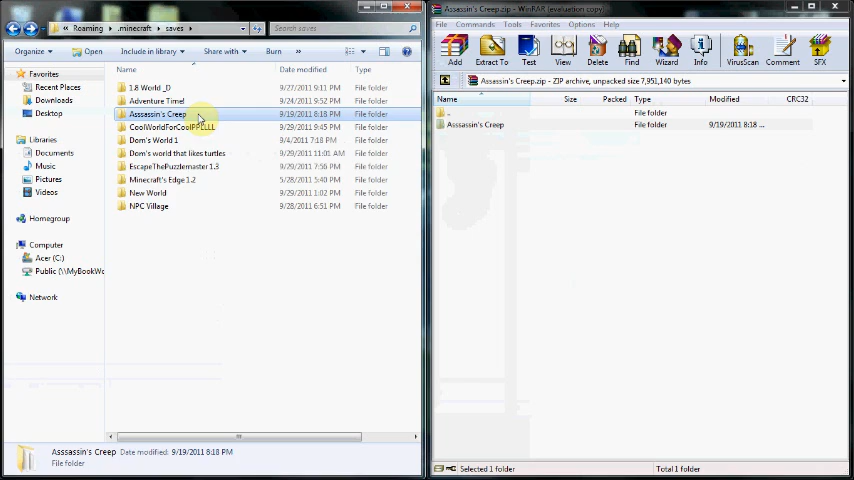 Roaming ▸ .minecraft ▸ saves ▸
Search saves
Organize
Open
Include in library
Share with
Burn
»
Favorites
Recent Places
Downloads
Desktop
Libraries
Documents
Music
Pictures
Videos
Homegroup
Computer
Acer (C:)
Public (\\MyBookWo
Network
Name Date modified Type
1.8 World _D 9/27/2011 9:11 PM File folder
Adventure Time! 9/24/2011 5:52 PM File folder
Asssassin's Creep 9/19/2011 8:18 PM File folder
CoolWorldForCoolPPLLLL 9/29/2011 9:45 PM File folder
Dom's World 1 9/4/2011 7:18 PM File folder
Dom's world that likes turtles 9/29/2011 11:01 AM File folder
EscapeThePuzzlemaster1.3 9/29/2011 7:56 PM File folder
Minecraft's Edge 1.2 5/28/2011 5:40 PM File folder
New World 9/29/2011 1:02 PM File folder
NPC Village 9/28/2011 6:51 PM File folder
Asssassin's Creep Date modified: 9/19/2011 8:18 PM
File folder
Assassin's Creep.zip - WinRAR (evaluation copy)
File Commands Tools Favorites Options Help
Add Extract To Test View Delete Find Wizard Info VirusScan Comment SFX
Assassin's Creep.zip - ZIP archive, unpacked size 7,951,140 bytes
Name Size Packed Type Modified CRC32
.. File folder
Asssassin's Creep File folder 9/19/2011 8:18 ...
Selected 1 folder
Total 1 folder